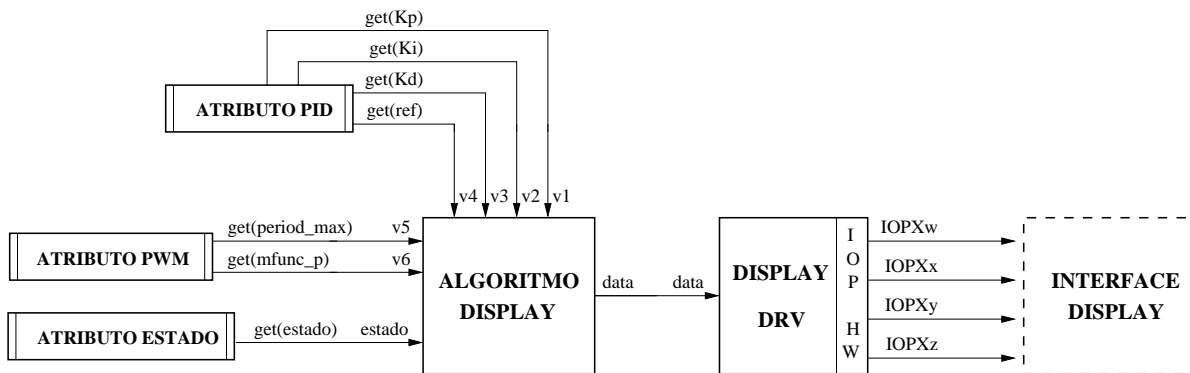 get(Kp)
get(Ki)
get(Kd)
get(ref)
ATRIBUTO PID
v4 v3 v2 v1
get(period_max) v5
get(mfunc_p) v6
ATRIBUTO PWM
get(estado) estado
ATRIBUTO ESTADO
ALGORITMO
DISPLAY
data data
DISPLAY
DRV
I
O
P
H
W
IOPXw
IOPXx
IOPXy
IOPXz
INTERFACE
DISPLAY